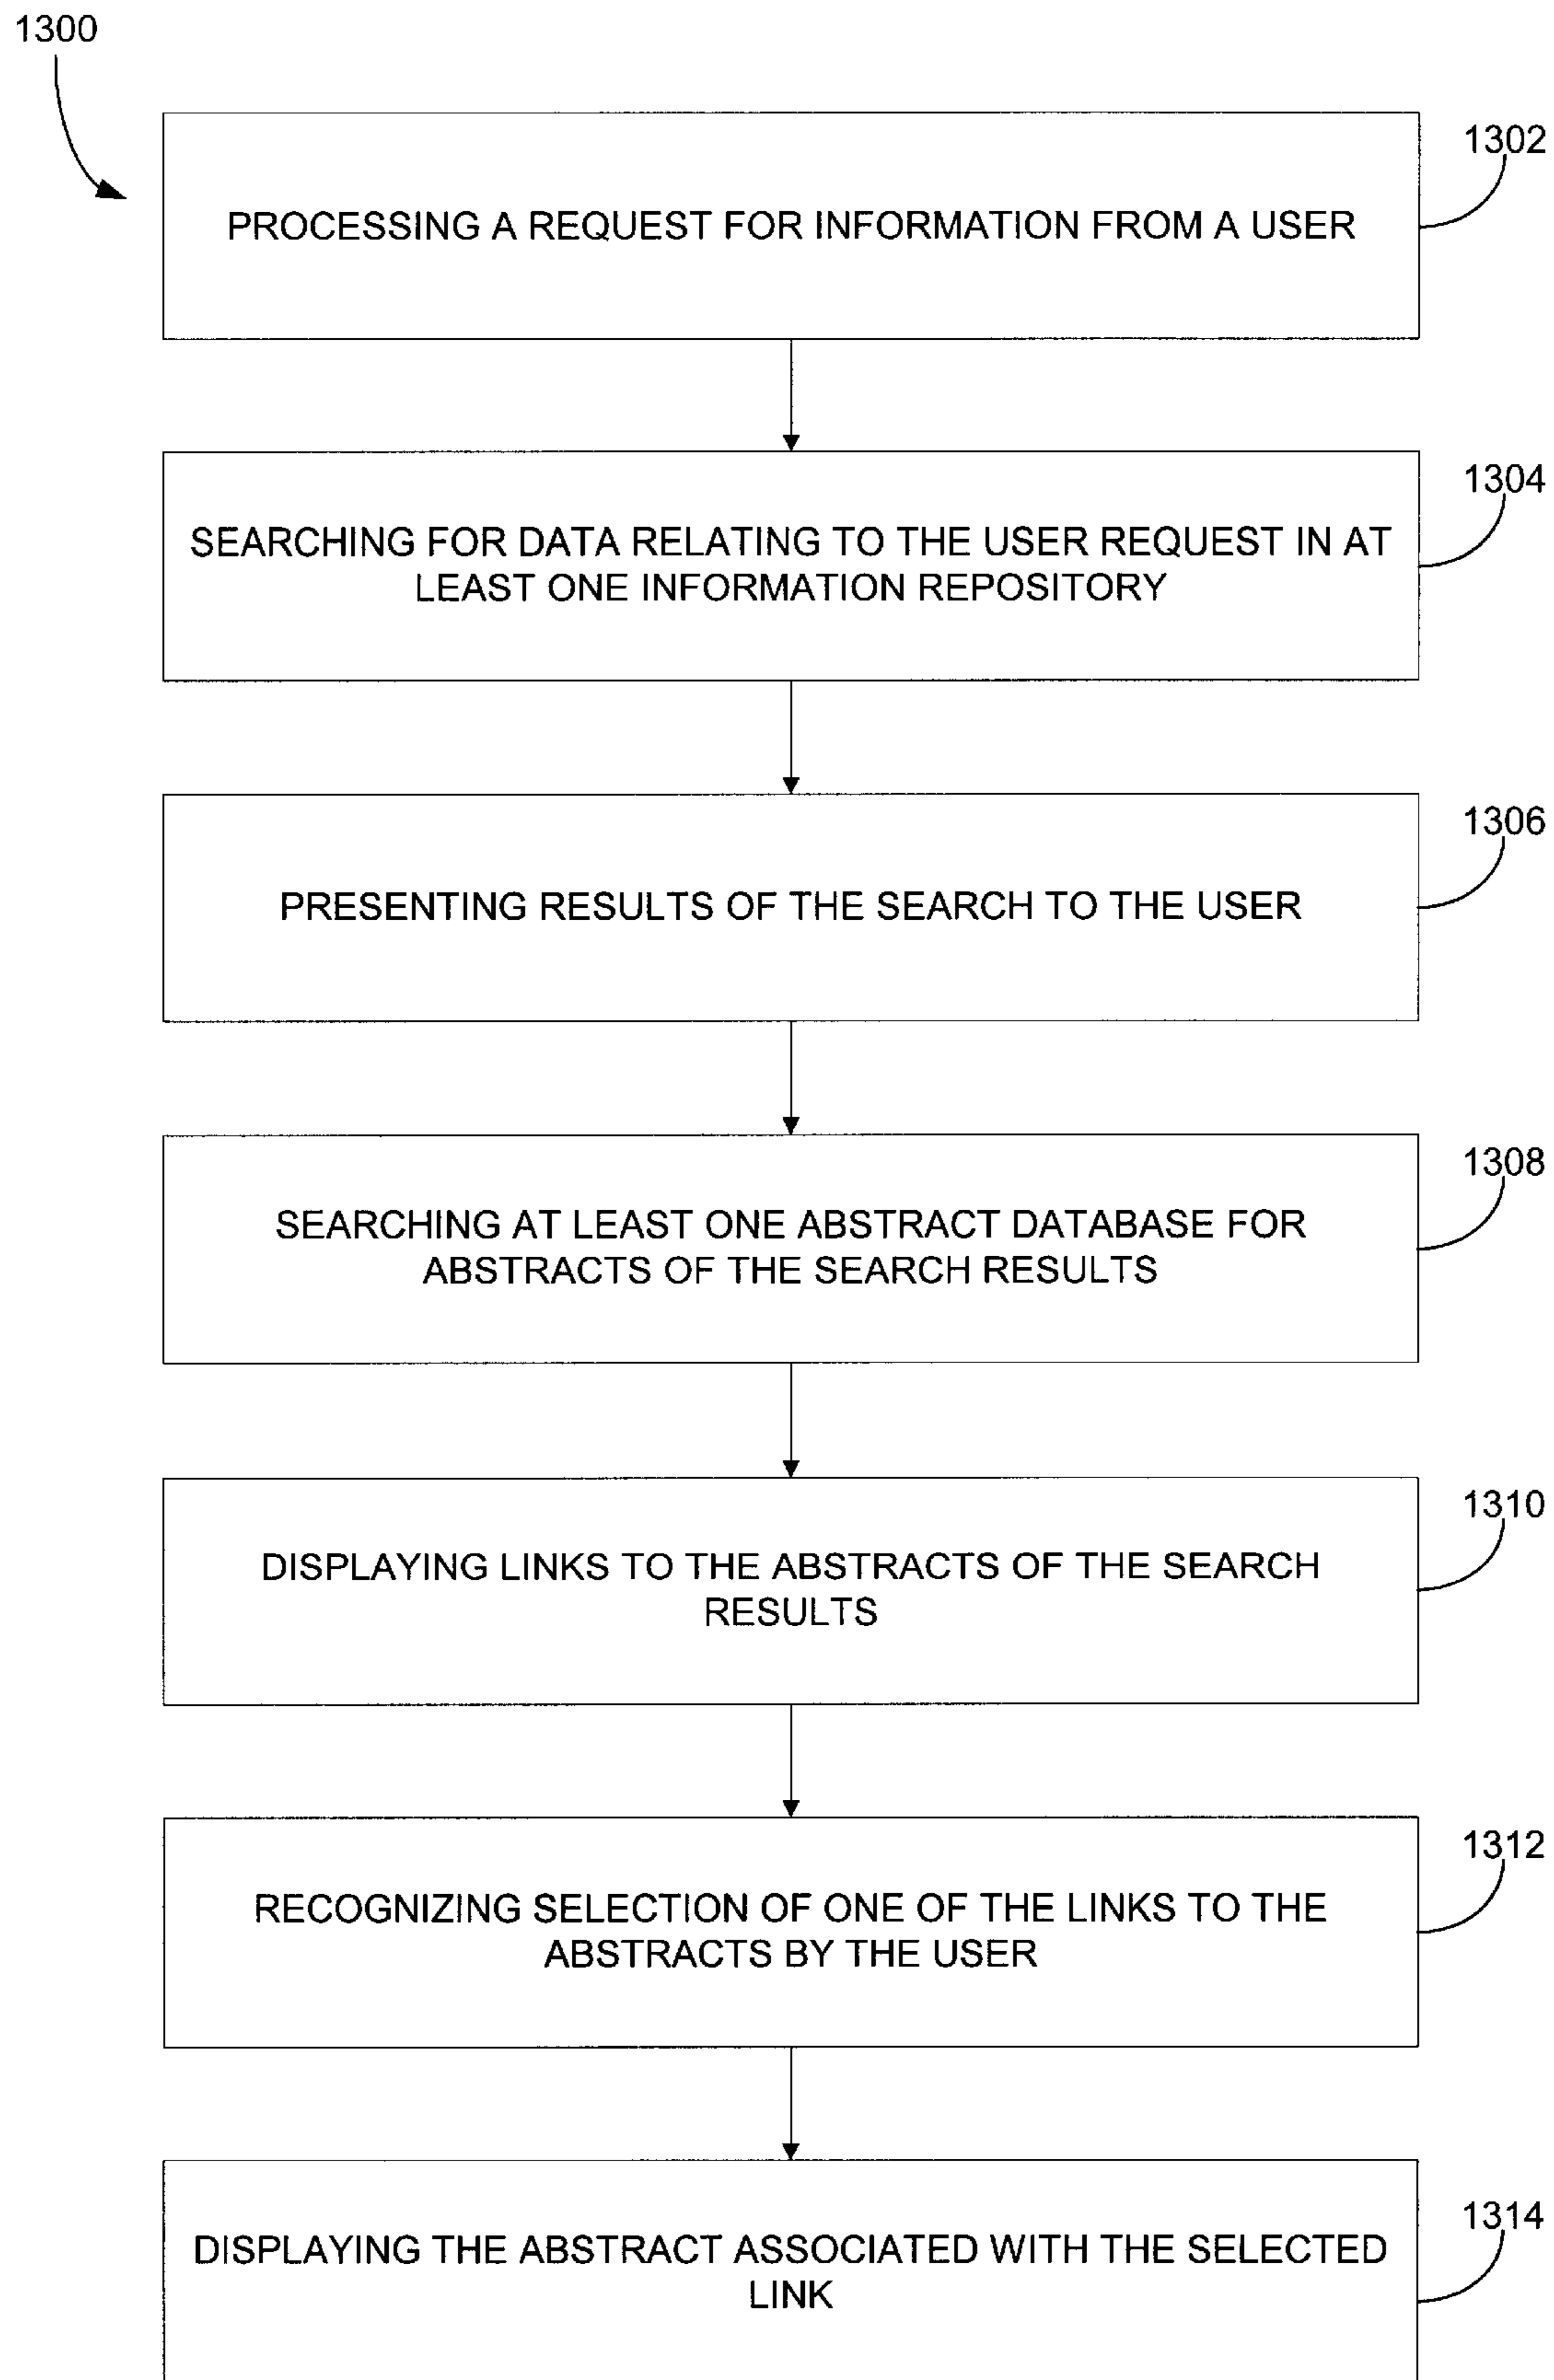 1300
1302
PROCESSING A REQUEST FOR INFORMATION FROM A USER
1304
SEARCHING FOR DATA RELATING TO THE USER REQUEST IN AT
LEAST ONE INFORMATION REPOSITORY
1306
PRESENTING RESULTS OF THE SEARCH TO THE USER
1308
SEARCHING AT LEAST ONE ABSTRACT DATABASE FOR
ABSTRACTS OF THE SEARCH RESULTS
1310
DISPLAYING LINKS TO THE ABSTRACTS OF THE SEARCH
RESULTS
1312
RECOGNIZING SELECTION OF ONE OF THE LINKS TO THE
ABSTRACTS BY THE USER
1314
DISPLAYING THE ABSTRACT ASSOCIATED WITH THE SELECTED
LINK